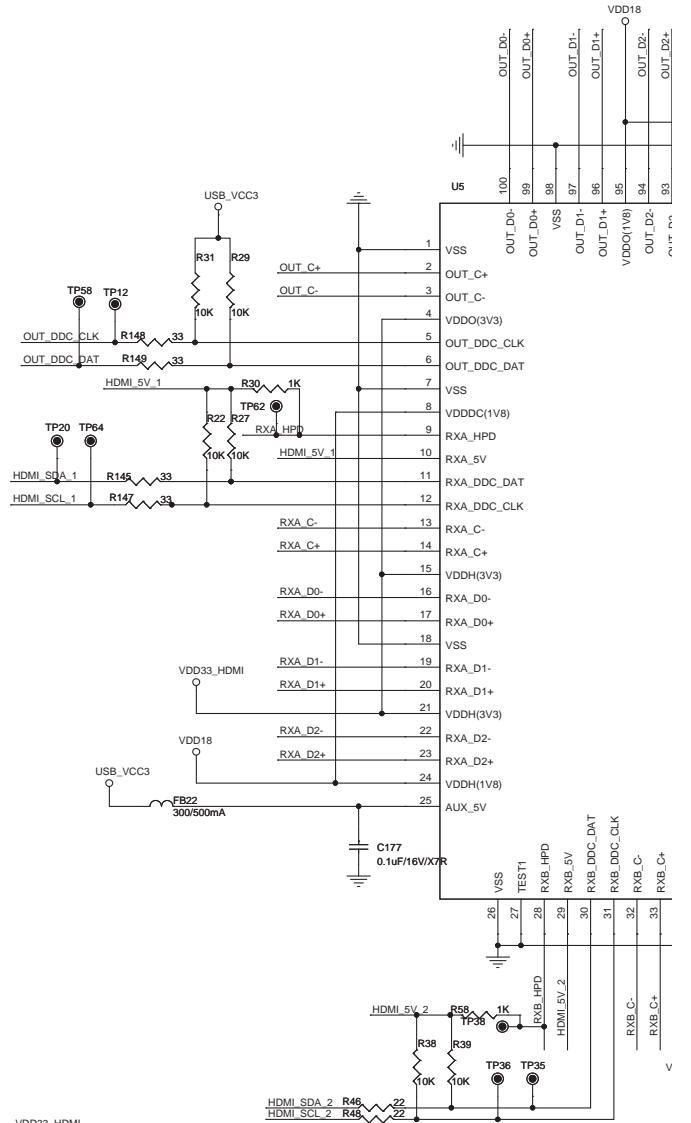 VDD18
OUT_D0-
OUT_D0+
OUT_D1-
OUT_D1+
OUT_D2-
OUT_D2+
U5
100
99
98
97
96
95
94
93
OUT_D0-
OUT_D0+
VSS
OUT_D1-
OUT_D1+
VDDO(1V8)
OUT_D2-
USB_VCC3
R31
R29
10K
10K
TP58
TP12
OUT_DDC_CLK
R148
33
OUT_DDC_DAT
R149
33
OUT_C+
OUT_C-
HDMI_5V_1
R30
1K
TP62
RXA_HPD
R22
R27
10K
10K
HDMI_5V_1
TP20
TP64
HDMI_SDA_1
R145
33
HDMI_SCL_1
R147
33
RXA_C-
RXA_C+
RXA_D0-
RXA_D0+
RXA_D1-
RXA_D1+
RXA_D2-
RXA_D2+
VDD33_HDMI
VDD18
USB_VCC3
FB22
300/500mA
C177
0.1uF/16V/X7R
1 VSS
2 OUT_C+
3 OUT_C-
4 VDDO(3V3)
5 OUT_DDC_CLK
6 OUT_DDC_DAT
7 VSS
8 VDDDC(1V8)
9 RXA_HPD
10 RXA_5V
11 RXA_DDC_DAT
12 RXA_DDC_CLK
13 RXA_C-
14 RXA_C+
15 VDDH(3V3)
16 RXA_D0-
17 RXA_D0+
18 VSS
19 RXA_D1-
20 RXA_D1+
21 VDDH(3V3)
22 RXA_D2-
23 RXA_D2+
24 VDDH(1V8)
25 AUX_5V
VSS
TEST1
RXB_HPD
RXB_5V
RXB_DDC_DAT
RXB_DDC_CLK
RXB_C-
RXB_C+
26
27
28
29
30
31
32
33
RXB_HPD
HDMI_5V_2
RXB_C-
RXB_C+
HDMI_5V_2
R58
1K
TP38
R38
R39
10K
10K
TP36
TP35
V
HDMI_SDA_2
R46
22
HDMI_SCL_2
R48
22